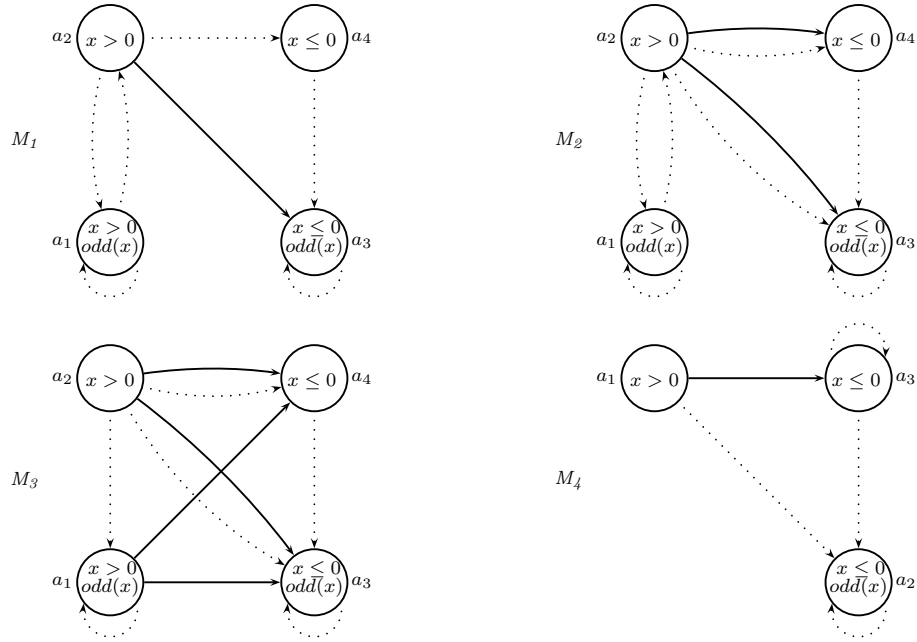 a₂ x > 0 x ≤ 0 a₄
M₁
a₁ x > 0 odd(x) x ≤ 0 odd(x) a₃
a₂ x > 0 x ≤ 0 a₄
M₂
a₁ x > 0 odd(x) x ≤ 0 odd(x) a₃
a₂ x > 0 x ≤ 0 a₄
M₃
a₁ x > 0 odd(x) x ≤ 0 odd(x) a₃
a₁ x > 0 x ≤ 0 a₃
M₄
x ≤ 0 odd(x) a₂